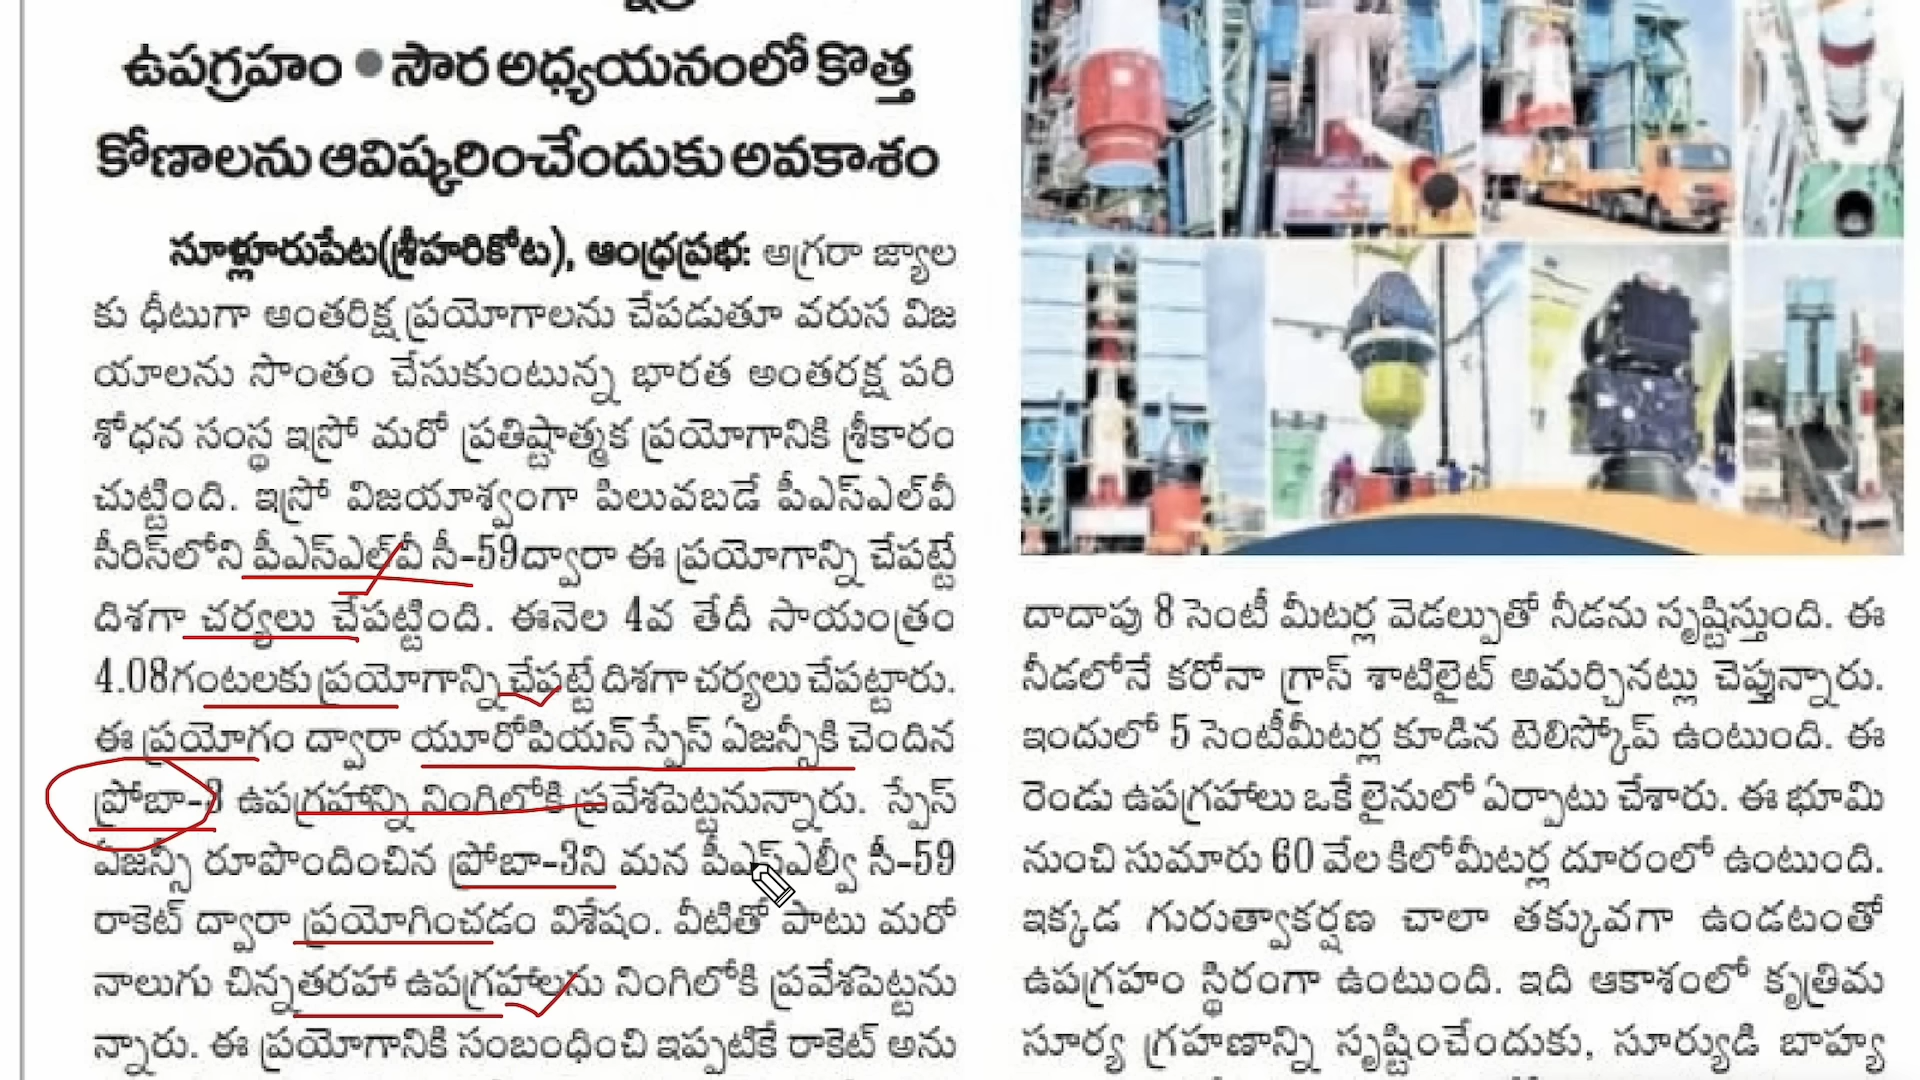 ఉపగ్రహం • సౌర అధ్యయనంలో కొత్త
కోణాలను ఆవిష్కరించేందుకు అవకాశం
సూళ్లూరుపేట(శ్రీహరికోట), ఆంధ్రప్రభ: అగ్రరా జ్యాల
కు ధీటుగా అంతరిక్ష ప్రయోగాలను చేపడుతూ వరుస విజ
యాలను సొంతం చేసుకుంటున్న భారత అంతరక్ష పరి
శోధన సంస్థ ఇస్రో మరో ప్రతిష్టాత్మక ప్రయోగానికి శ్రీకారం
చుట్టింది. ఇస్రో విజయాశ్వంగా పిలువబడే పీఎస్ఎల్‌వీ
సీరిస్‌లోని పీఎస్ఎల్‌వీ సీ-59ద్వారా ఈ ప్రయోగాన్ని చేపట్టే
దిశగా చర్యలు చేపట్టింది. ఈనెల 4వ తేదీ సాయంత్రం
4.08గంటలకు ప్రయోగాన్ని చేపట్టే దిశగా చర్యలు చేపట్టారు.
ఈ ప్రయోగం ద్వారా యూరోపియన్ స్పేస్ ఏజన్సీకి చెందిన
ప్రోబా-3 ఉపగ్రహాన్ని నింగిలోకి ప్రవేశపెట్టనున్నారు. స్పేస్
ఏజన్సీ రూపొందించిన ప్రోబా-3ని మన పీఎస్ఎల్వీ సీ-59
రాకెట్ ద్వారా ప్రయోగించడం విశేషం. వీటితో పాటు మరో
నాలుగు చిన్నతరహా ఉపగ్రహాలను నింగిలోకి ప్రవేశపెట్టను
న్నారు. ఈ ప్రయోగానికి సంబంధించి ఇప్పటికే రాకెట్ అను
దాదాపు 8 సెంటీ మీటర్ల వెడల్పుతో నీడను సృష్టిస్తుంది. ఈ
నీడలోనే కరోనా గ్రాస్ శాటిలైట్ అమర్చినట్లు చెప్తున్నారు.
ఇందులో 5 సెంటీమీటర్ల కూడిన టెలిస్కోప్ ఉంటుంది. ఈ
రెండు ఉపగ్రహాలు ఒకే లైనులో ఏర్పాటు చేశారు. ఈ భూమి
నుంచి సుమారు 60 వేల కిలోమీటర్ల దూరంలో ఉంటుంది.
ఇక్కడ గురుత్వాకర్షణ చాలా తక్కువగా ఉండటంతో
ఉపగ్రహం స్థిరంగా ఉంటుంది. ఇది ఆకాశంలో కృత్రిమ
సూర్య గ్రహణాన్ని సృష్టించేందుకు, సూర్యుడి బాహ్య